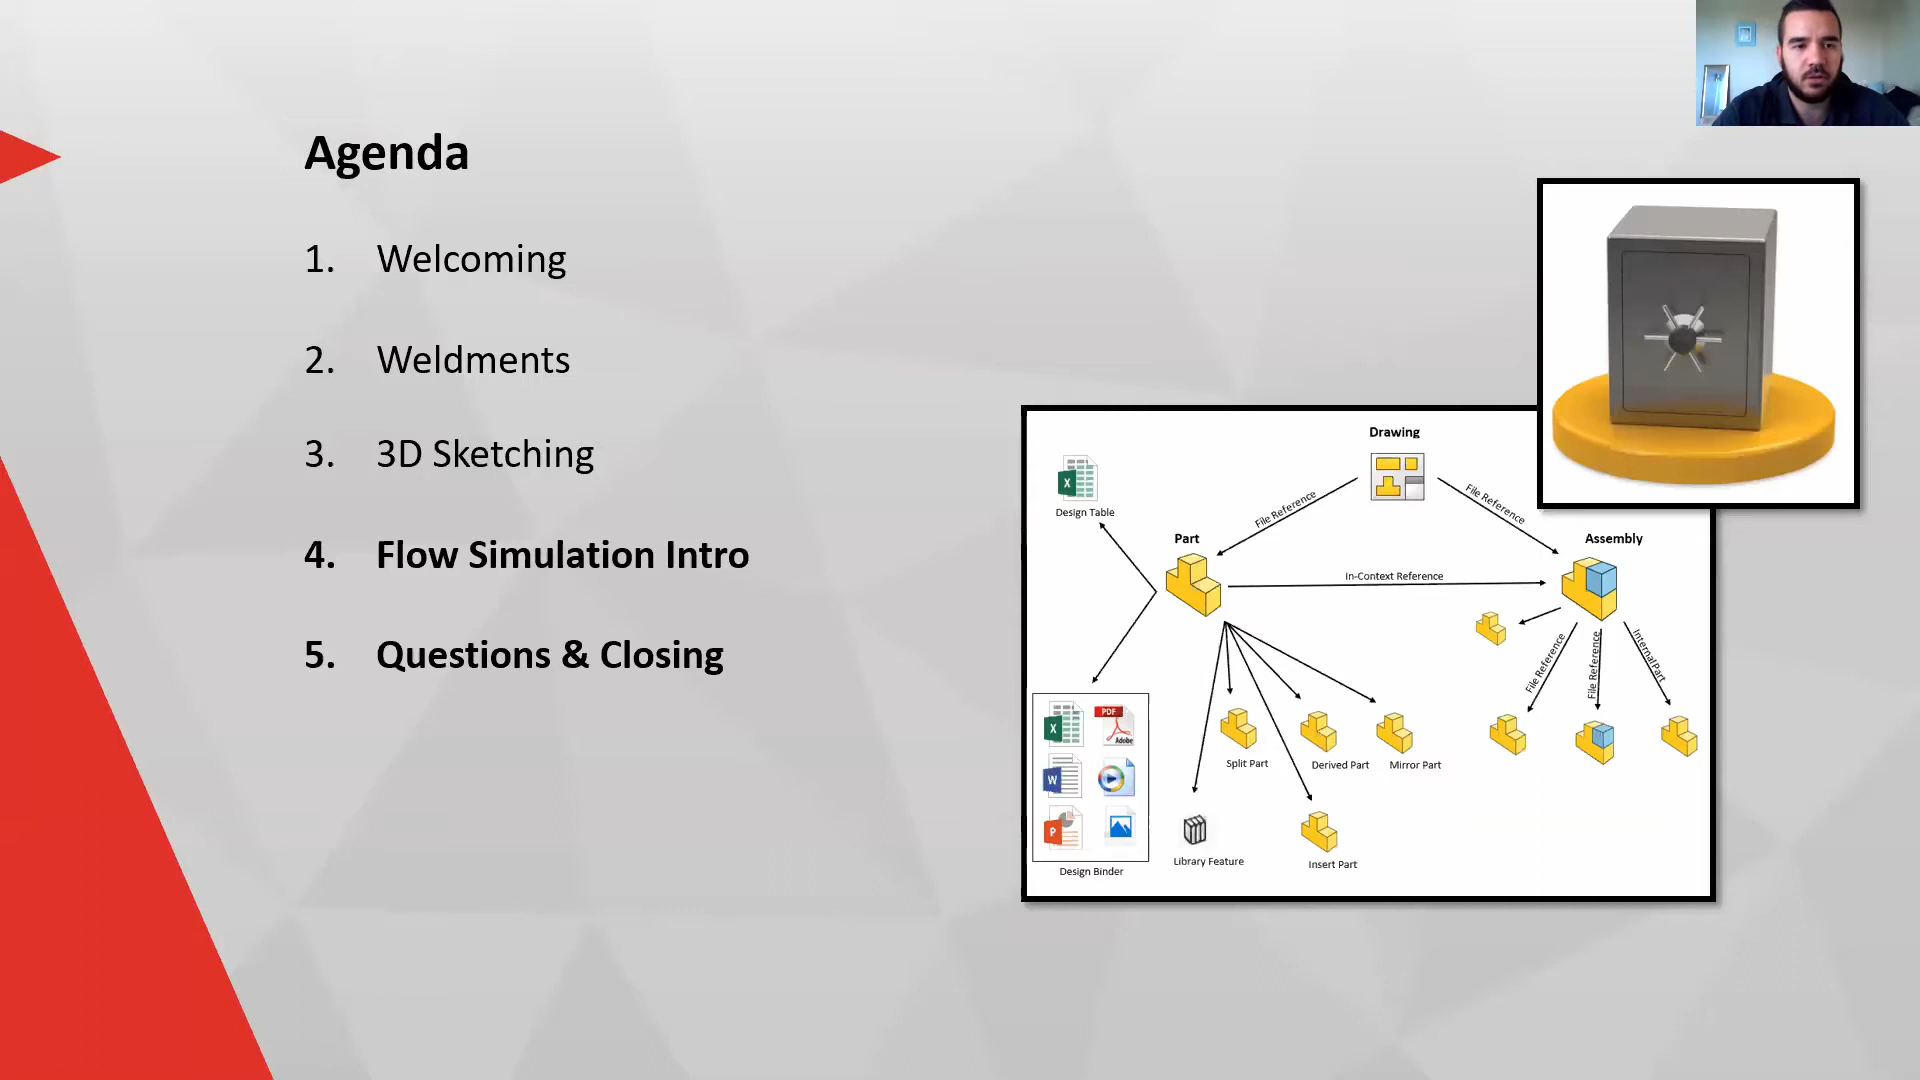 Agenda
1. Welcoming
2. Weldments
3. 3D Sketching
4. Flow Simulation Intro
5. Questions & Closing
Drawing
X
Design Table
File Reference
File Reference
Part
Assembly
In-Context Reference
File Reference
File Reference
Internal Part
X
PDF
Adobe
W
P
Design Binder
Split Part
Derived Part
Mirror Part
Library Feature
Insert Part